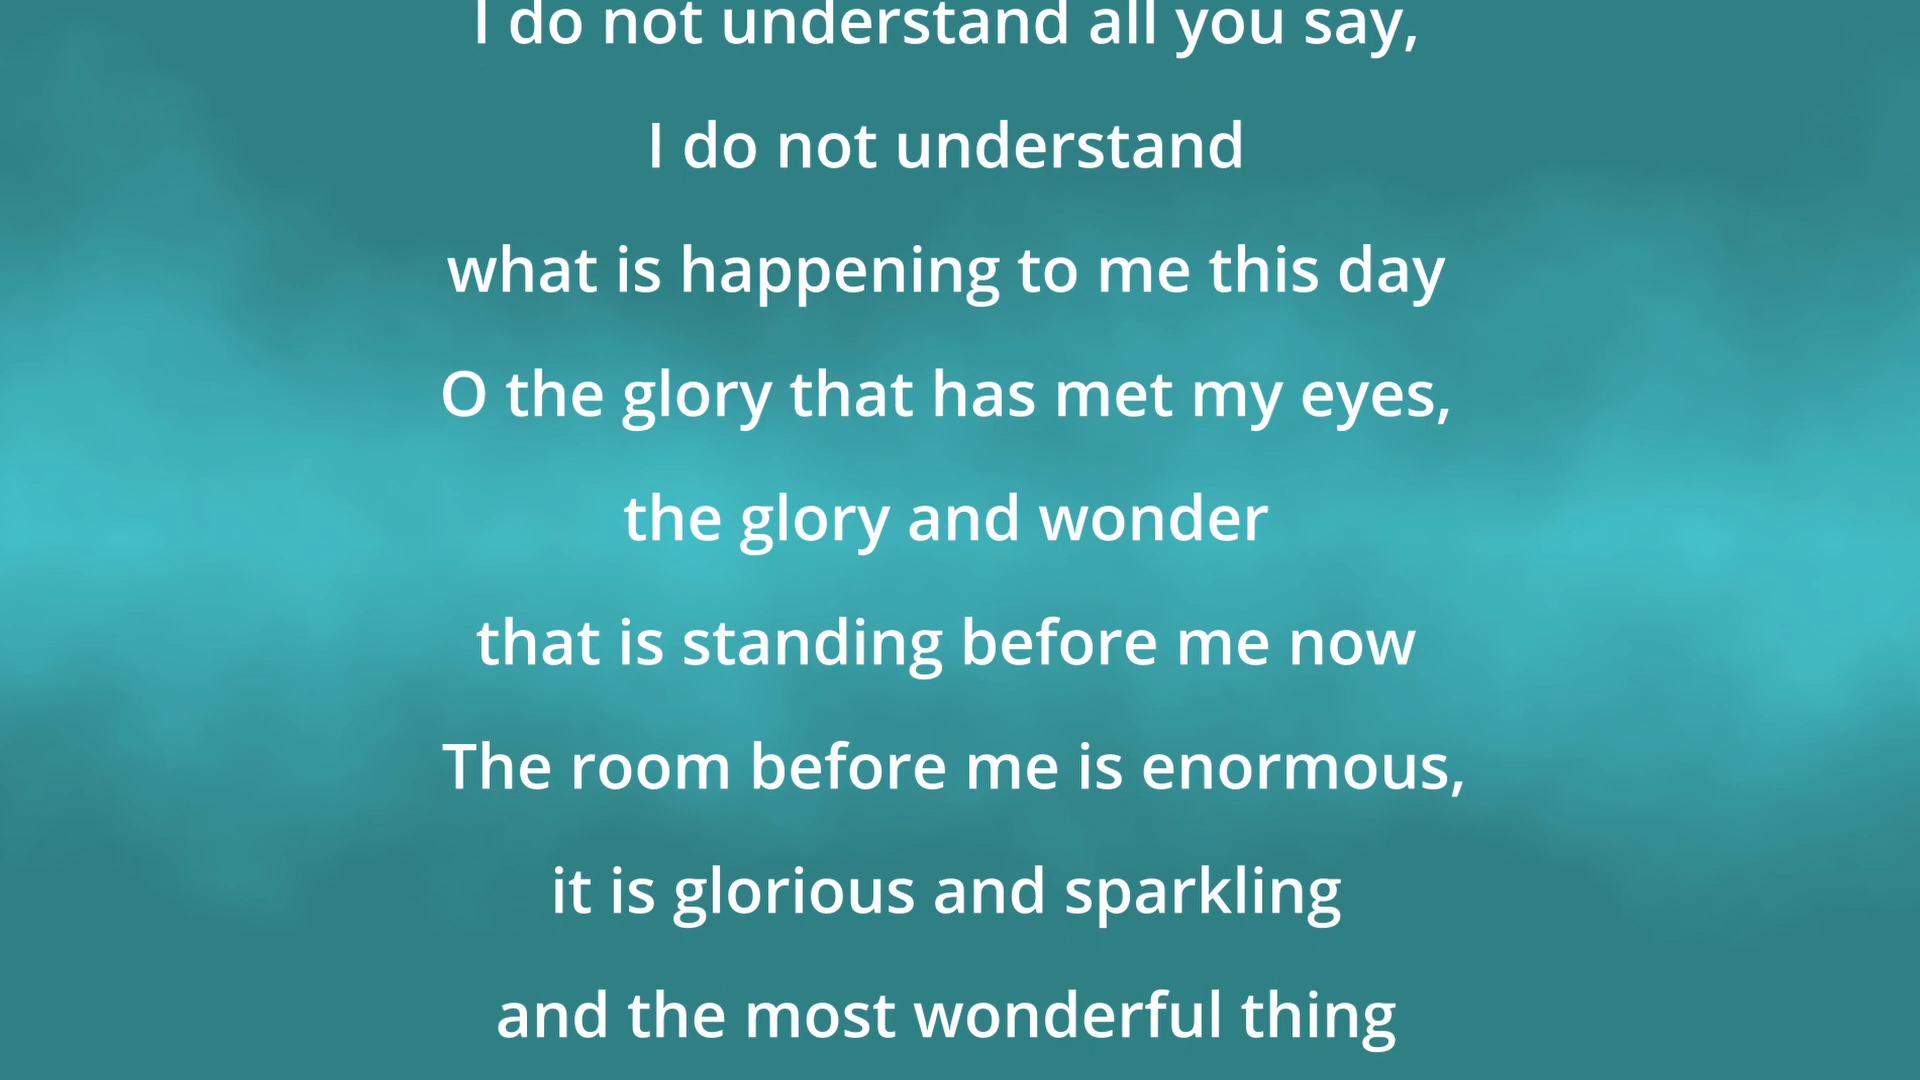 I do not understand all you say,
I do not understand
what is happening to me this day
O the glory that has met my eyes,
the glory and wonder
that is standing before me now
The room before me is enormous,
it is glorious and sparkling
and the most wonderful thing